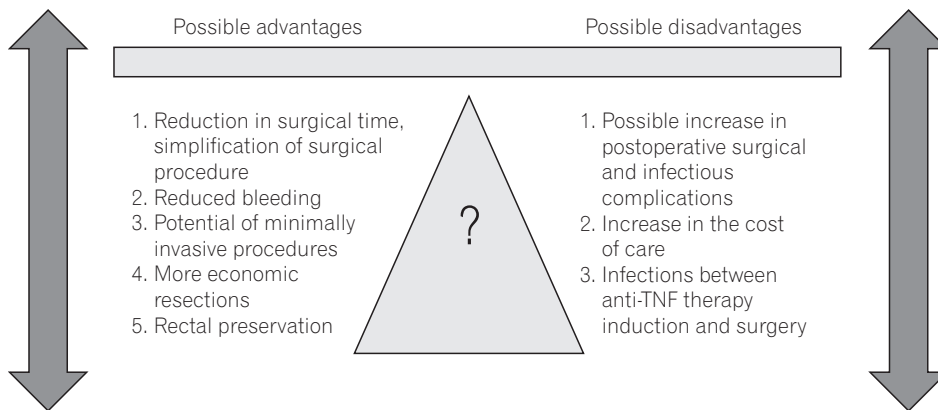 Possible advantages
Possible disadvantages
1. Reduction in surgical time,
simplification of surgical
procedure
2. Reduced bleeding
3. Potential of minimally
invasive procedures
4. More economic
resections
5. Rectal preservation
?
1. Possible increase in
postoperative surgical
and infectious
complications
2. Increase in the cost
of care
3. Infections between
anti-TNF therapy
induction and surgery